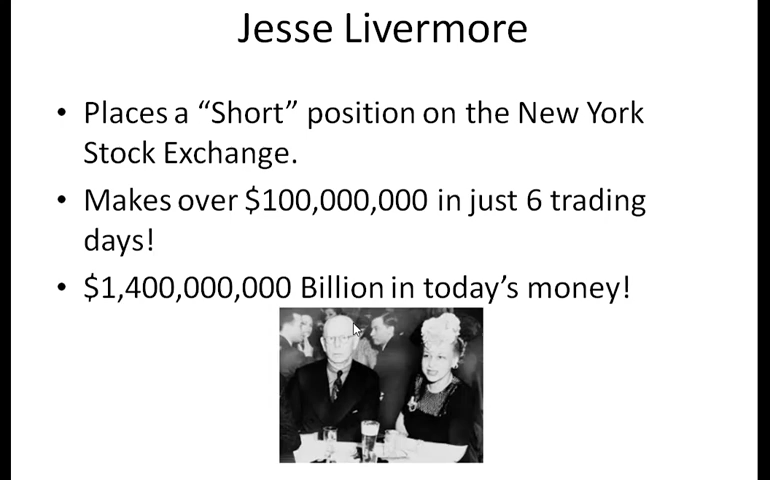 Jesse Livermore
• Places a “Short” position on the New York
Stock Exchange.
• Makes over $100,000,000 in just 6 trading
days!
• $1,400,000,000 Billion in today’s money!